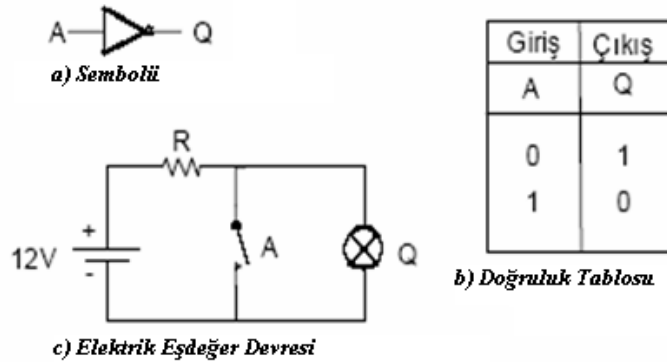 A Q
a) Sembolü
R
12V
+
-
A
Q
c) Elektrik Eşdeğer Devresi
Giriş Çıkış
A Q
0 1
1 0
b) Doğruluk Tablosu